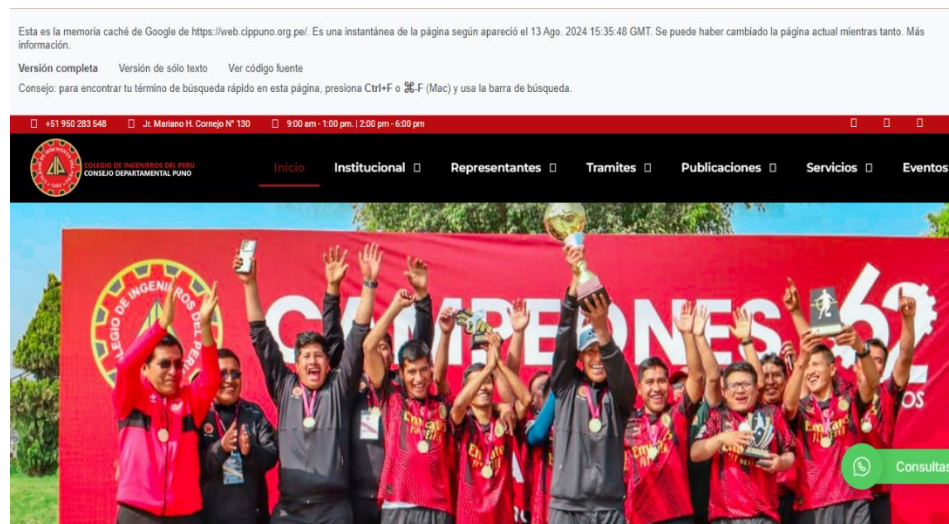 Esta es la memoria caché de Google de https://web.cippuno.org.pe/. Es una instantánea de la página según apareció el 13 Ago. 2024 15:35:48 GMT. Se puede haber cambiado la página actual mientras tanto. Más
información.
Versión completa Versión de sólo texto Ver código fuente
Consejo: para encontrar tu término de búsqueda rápido en esta página, presiona Ctrl+F o ⌘-F (Mac) y usa la barra de búsqueda.
+51 950 283 548 Jr. Mariano H. Cornejo N° 130 9:00 am - 1:00 pm. | 2:00 pm - 6:00 pm
COLEGIO DE INGENIEROS DEL PERÚ
CONSEJO DEPARTAMENTAL PUNO
Inicio Institucional Representantes Tramites Publicaciones Servicios Eventos
CAMPEONES 62
OS
Consultas